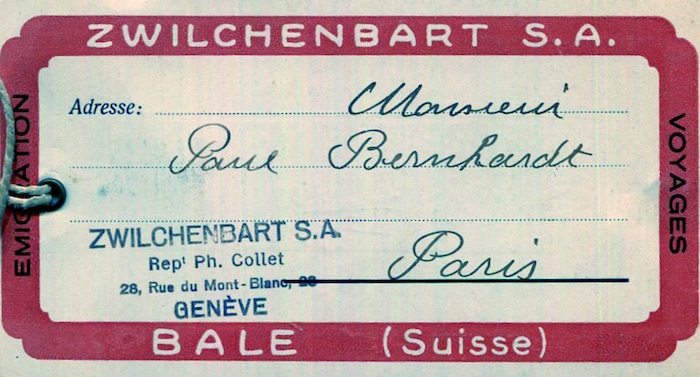 ZWILCHENBART S.A.
EMIGRATION
Adresse: Monsieur
Paul Bernhardt
VOYAGES
ZWILCHENBART S.A.
Rept Ph. Collet
28, Rue du Mont-Blanc, 28
GENÈVE
Paris
BALE (Suisse)